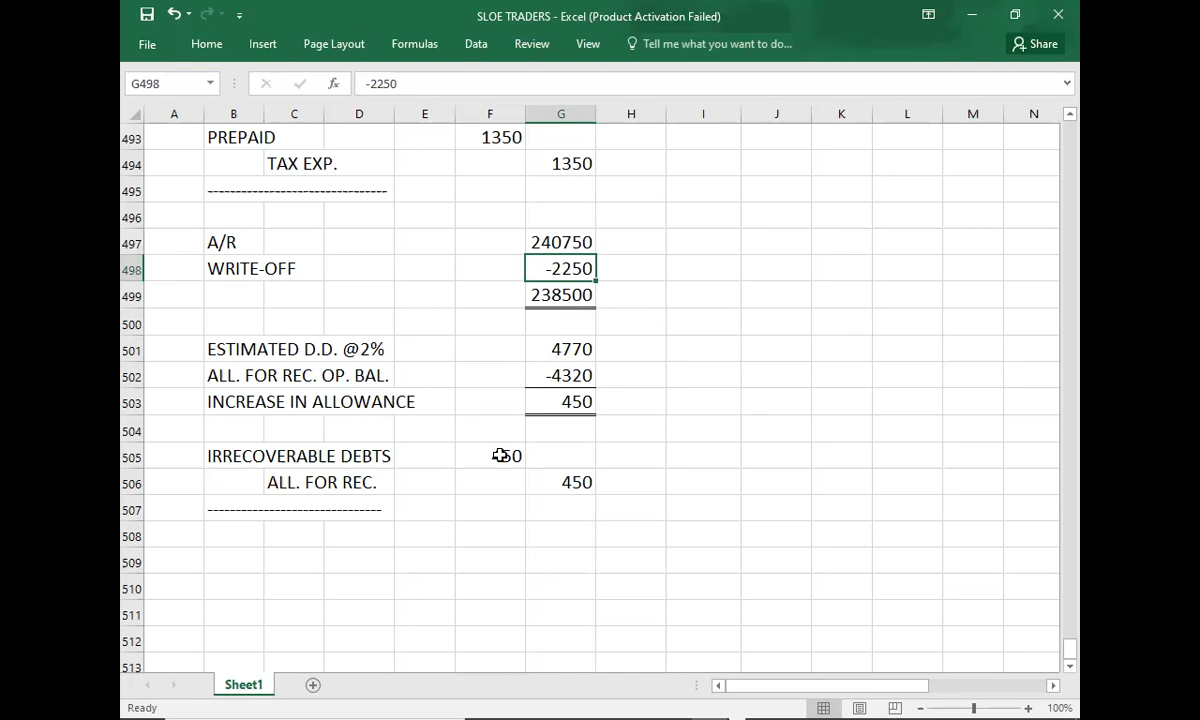 SLOE TRADERS - Excel (Product Activation Failed)
File Home Insert Page Layout Formulas Data Review View Tell me what you want to do... Share
G498 fx -2250
A B C D E F G H I J K L M N
493 PREPAID 1350
494 TAX EXP. 1350
495 -------------------------------
496
497 A/R 240750
498 WRITE-OFF -2250
499 238500
500
501 ESTIMATED D.D. @2% 4770
502 ALL. FOR REC. OP. BAL. -4320
503 INCREASE IN ALLOWANCE 450
504
505 IRRECOVERABLE DEBTS
506 ALL. FOR REC. 450
507 ------------------------------
508
509
510
511
512
513
Sheet1
Ready 100%